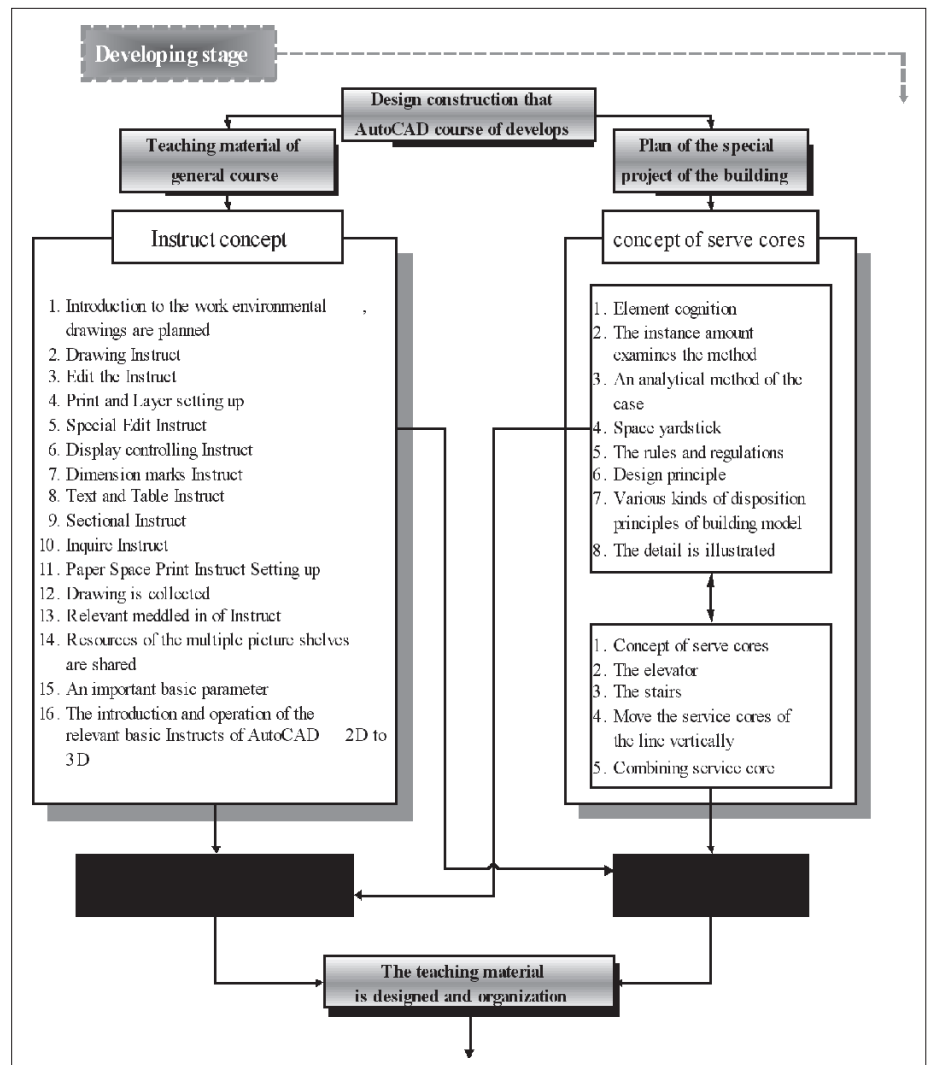 Developing stage
Design construction that
AutoCAD course of develops
Teaching material of
general course
Plan of the special
project of the building
Instruct concept
1. Introduction to the work environmental ,
drawings are planned
2. Drawing Instruct
3. Edit the Instruct
4. Print and Layer setting up
5. Special Edit Instruct
6. Display controlling Instruct
7. Dimension marks Instruct
8. Text and Table Instruct
9. Sectional Instruct
10. Inquire Instruct
11. Paper Space Print Instruct Setting up
12. Drawing is collected
13. Relevant meddled in of Instruct
14. Resources of the multiple picture shelves
are shared
15. An important basic parameter
16. The introduction and operation of the
relevant basic Instructs of AutoCAD 2D to
3D
concept of serve cores
1. Element cognition
2. The instance amount
examines the method
3. An analytical method of the
case
4. Space yardstick
5. The rules and regulations
6. Design principle
7. Various kinds of disposition
principles of building model
8. The detail is illustrated
1. Concept of serve cores
2. The elevator
3. The stairs
4. Move the service cores of
the line vertically
5. Combining service core
The teaching material
is designed and organization